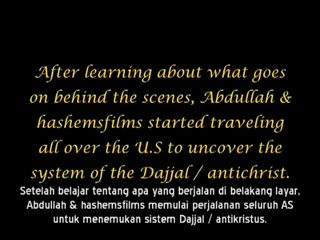 After learning about what goes
on behind the scenes, Abdullah &
hashemsfilms started traveling
all over the U.S to uncover the
system of the Dajjal / antichrist.
Setelah belajar tentang apa yang berjalan di belakang layar,
Abdullah & hashemsfilms memulai perjalanan seluruh AS
untuk menemukan sistem Dajjal / antikristus.